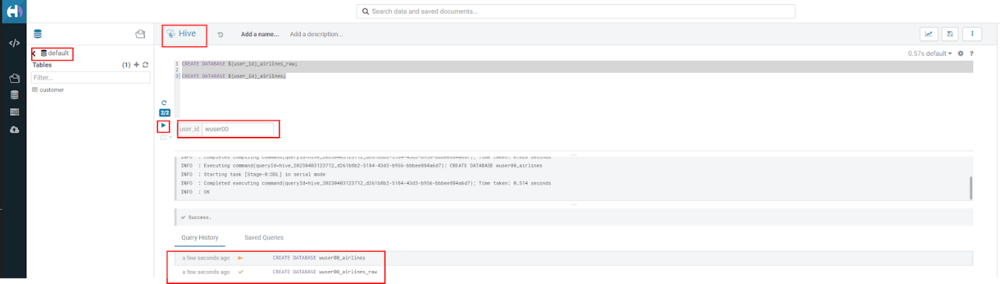 Search data and saved documents...
Hive
Add a name...
Add a description...
default
0.57s default
?
Tables
(1)
Filter...
customer
1 CREATE DATABASE ${user_id}_airlines_raw;
2
3 CREATE DATABASE ${user_id}_airlines;
2/2
user_id wuser00
INFO : Completed compiling command(queryId=hive_20230403123712_d261b8b2-5184-43d3-b956-bbbee884a6d7); Time taken: 0.020 seconds
INFO : Executing command(queryId=hive_20230403123712_d261b8b2-5184-43d3-b956-bbbee884a6d7): CREATE DATABASE wuser00_airlines
INFO : Starting task [Stage-0:DDL] in serial mode
INFO : Completed executing command(queryId=hive_20230403123712_d261b8b2-5184-43d3-b956-bbbee884a6d7); Time taken: 0.514 seconds
INFO : OK
Success.
Query History
Saved Queries
a few seconds ago CREATE DATABASE wuser00_airlines
a few seconds ago CREATE DATABASE wuser00_airlines_raw